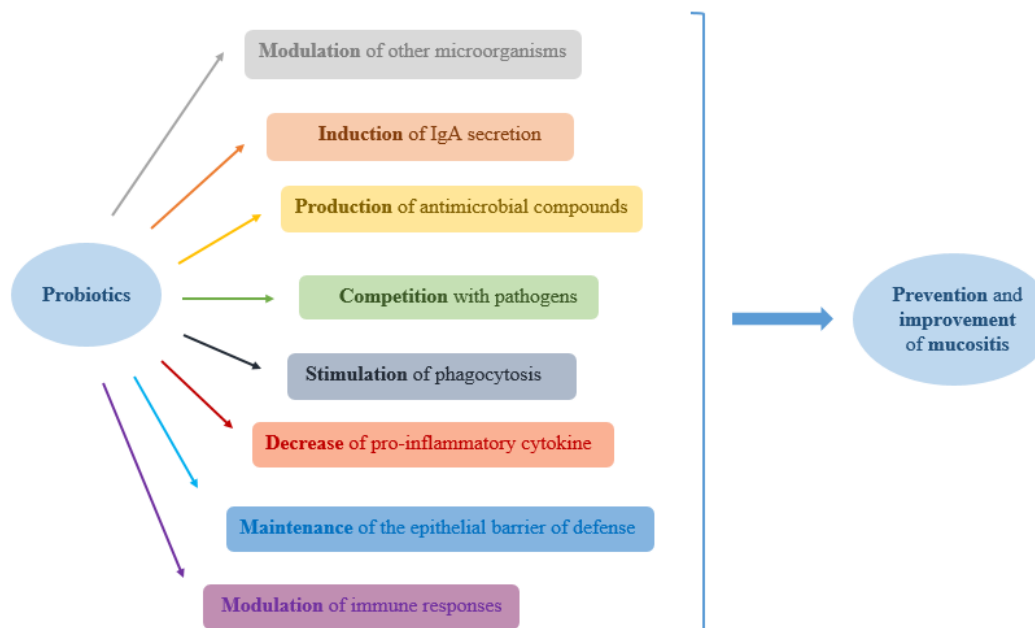 Modulation of other microorganisms
Induction of IgA secretion
Production of antimicrobial compounds
Probiotics
Competition with pathogens
Stimulation of phagocytosis
Decrease of pro-inflammatory cytokine
Maintenance of the epithelial barrier of defense
Modulation of immune responses
Prevention and
improvement
of mucositis